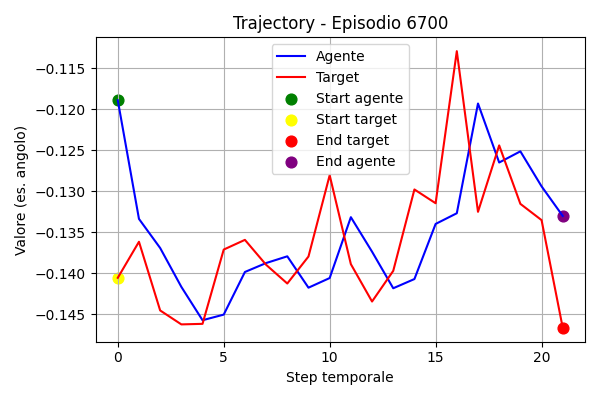 Trajectory - Episodio 6700
Agente
Target
Start agente
Start target
End target
End agente
−0.115
−0.120
−0.125
−0.130
−0.135
−0.140
−0.145
Valore (es. angolo)
0 5 10 15 20
Step temporale